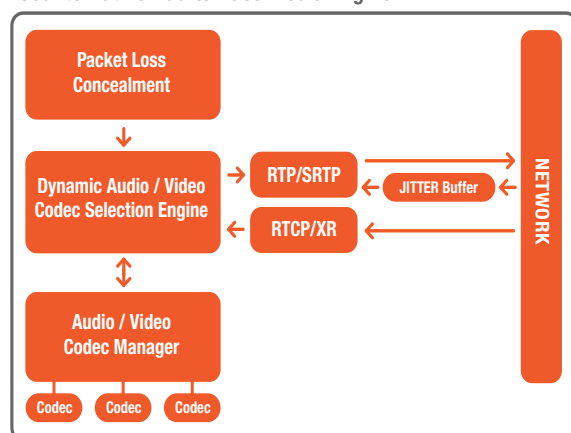 Packet Loss
Concealment
Dynamic Audio / Video
Codec Selection Engine
RTP/SRTP
JITTER Buffer
RTCP/XR
NETWORK
Audio / Video
Codec Manager
Codec
Codec
Codec